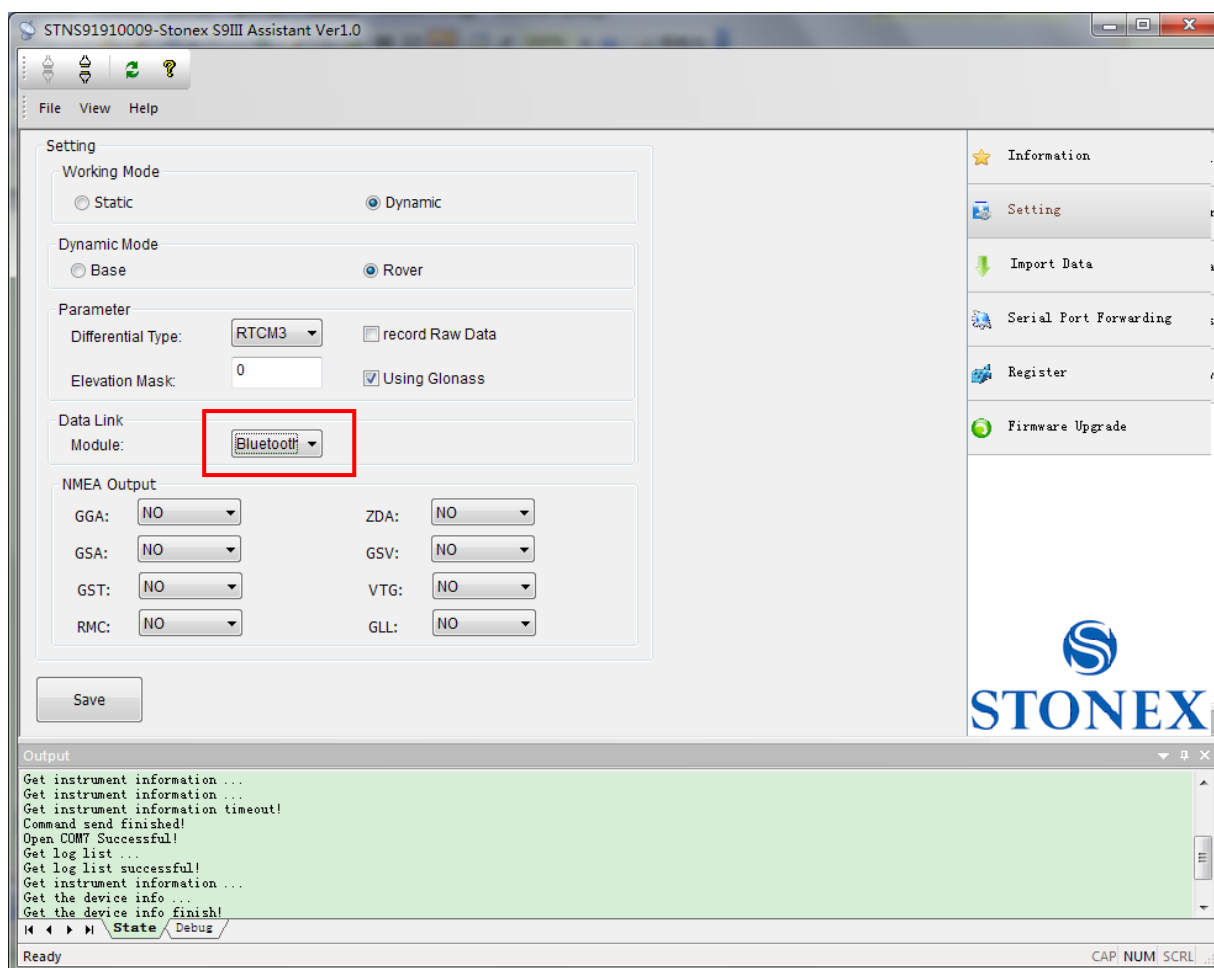 STNS91910009-Stonex S9III Assistant Ver1.0
File View Help
Setting
Working Mode
Static Dynamic
Dynamic Mode
Base Rover
Parameter
Differential Type: RTCM3 record Raw Data
Elevation Mask: 0 Using Glonass
Data Link
Module: Bluetooth
NMEA Output
GGA: NO ZDA: NO
GSA: NO GSV: NO
GST: NO VTG: NO
RMC: NO GLL: NO
Save
Information
Setting
Import Data
Serial Port Forwarding
Register
Firmware Upgrade
STONEX
Output
Get instrument information ...
Get instrument information ...
Get instrument information timeout!
Command send finished!
Open COM7 Successful!
Get log list ...
Get log list successful!
Get instrument information ...
Get the device info ...
Get the device info finish!
State Debug
Ready CAP NUM SCRL